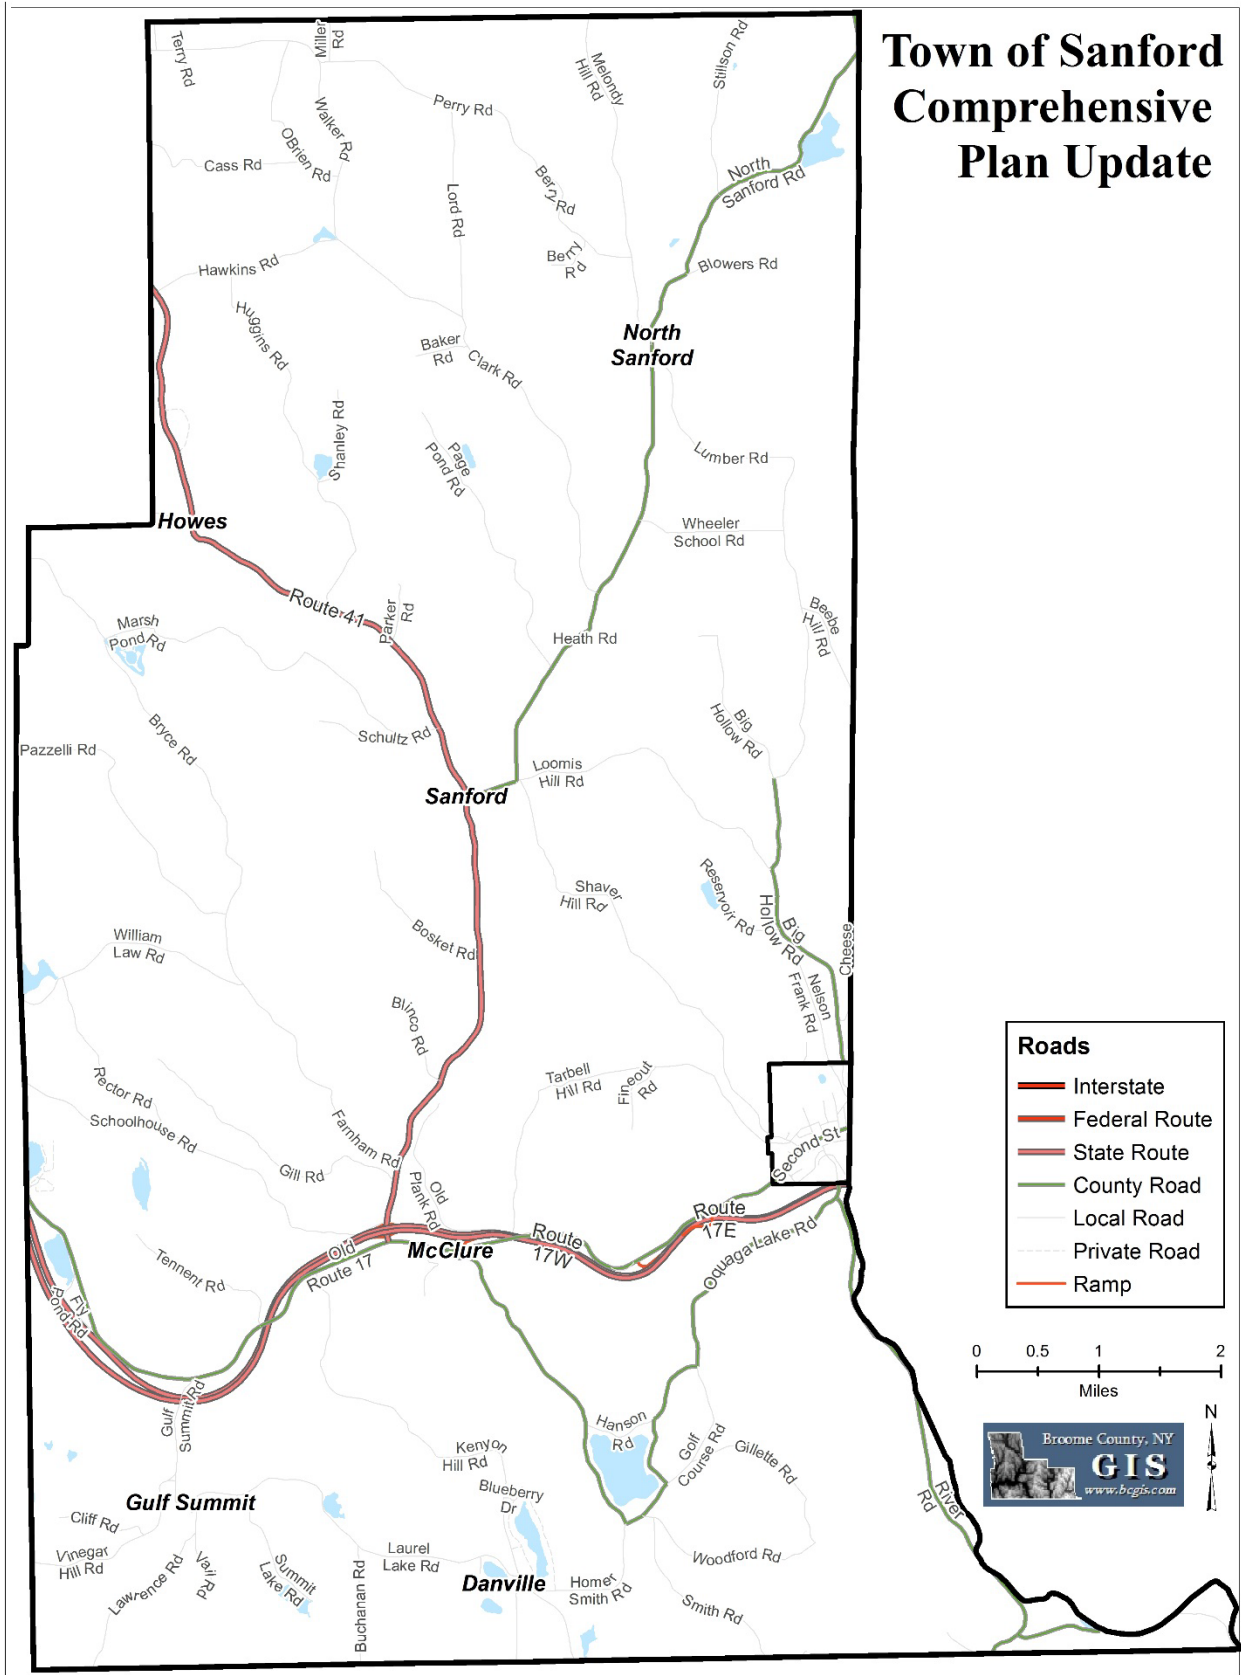 Town of Sanford
Comprehensive
Plan Update
Terry Rd
Miller
Rd
Melondy
Hill Rd
Stillson Rd
Perry Rd
Walker Rd
OBrien Rd
Cass Rd
Lord Rd
Berry Rd
Berry
Rd
North
Sanford Rd
Blowers Rd
Hawkins Rd
Huggins Rd
North
Sanford
Baker
Rd
Clark Rd
Shanley Rd
Page
Pond Rd
Lumber Rd
Howes
Wheeler
School Rd
Route 41
Parker
Rd
Heath Rd
Beebe
Hill Rd
Marsh
Pond Rd
Bryce Rd
Pazzelli Rd
Schultz Rd
Big
Hollow Rd
Loomis
Hill Rd
Sanford
Shaver
Hill Rd
Reservoir Rd
Big
Hollow Rd
Cheese
Bosket Rd
William
Law Rd
Nelson
Frank Rd
Blinco Rd
Tarbell
Hill Rd
Fineout
Rd
Rector Rd
Schoolhouse Rd
Farnham Rd
Gill Rd
Old
Plank Rd
Second St
Route
17E
Route
17W
McClure
Old
Route 17
Oquaga Lake Rd
Tennent Rd
Fly
Pond Rd
Gulf
Summit Rd
Hanson
Rd
Golf
Course Rd
Gillette Rd
Kenyon
Hill Rd
Blueberry
Dr
Gulf Summit
Cliff Rd
Vinegar
Hill Rd
Lawrence Rd
Vail Rd
Summit
Lake Rd
Buchanan Rd
Laurel
Lake Rd
Danville
Homer
Smith Rd
Woodford Rd
Smith Rd
River
Rd
Roads
Interstate
Federal Route
State Route
County Road
Local Road
Private Road
Ramp
0 0.5 1 2
Miles
N
Broome County, NY
GIS
www.bcgis.com